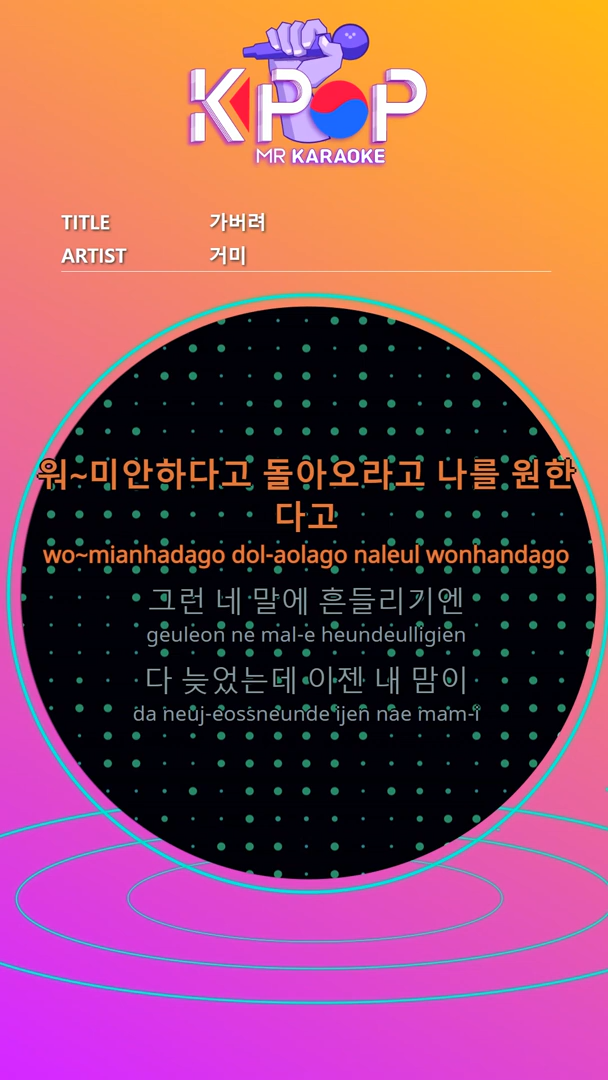 KPOP
MR KARAOKE
TITLE 가버려
ARTIST 거미
워~미안하다고 돌아오라고 나를 원한
다고
wo~mianhadago dol-aolago naleul wonhandago
그런 네 말에 흔들리기엔
geuleon ne mal-e heundeulligien
다 늦었는데 이젠 내 맘이
da neuj-eossneunde ijen nae mam-i